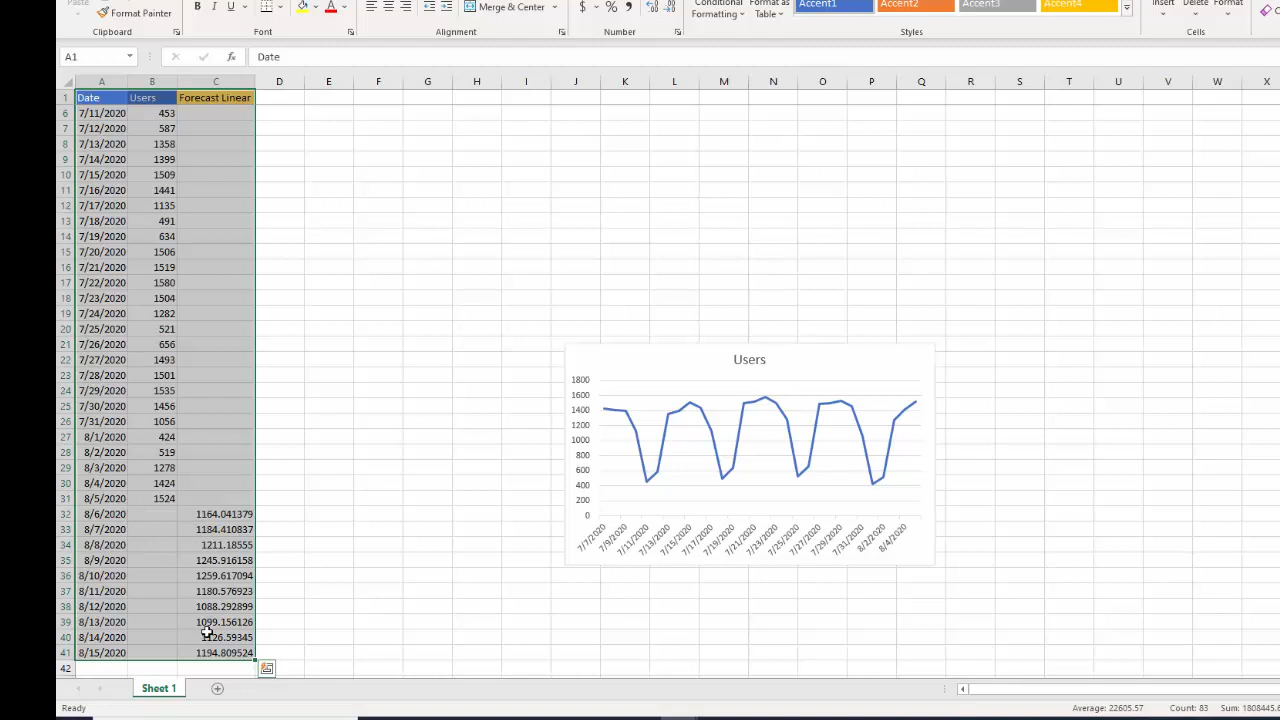 Paste
Format Painter
B I U
Merge & Center
$ % 9
Conditional Formatting
Format as Table
Accent1 Accent2 Accent3 Accent4
Insert Delete Format
Clipboard Font Alignment Number Styles Cells
A1 fx Date
A B C D E F G H I J K L M N O P Q R S T U V W X
1 Date Users Forecast Linear
6 7/11/2020 453
7 7/12/2020 587
8 7/13/2020 1358
9 7/14/2020 1399
10 7/15/2020 1509
11 7/16/2020 1441
12 7/17/2020 1135
13 7/18/2020 491
14 7/19/2020 634
15 7/20/2020 1506
16 7/21/2020 1519
17 7/22/2020 1580
18 7/23/2020 1504
19 7/24/2020 1282
20 7/25/2020 521
21 7/26/2020 656
22 7/27/2020 1493
23 7/28/2020 1501
24 7/29/2020 1535
25 7/30/2020 1456
26 7/31/2020 1056
27 8/1/2020 424
28 8/2/2020 519
29 8/3/2020 1278
30 8/4/2020 1424
31 8/5/2020 1524
32 8/6/2020 1164.041379
33 8/7/2020 1184.410837
34 8/8/2020 1211.18555
35 8/9/2020 1245.916158
36 8/10/2020 1259.617094
37 8/11/2020 1180.576923
38 8/12/2020 1088.292899
39 8/13/2020 1099.156126
40 8/14/2020 1126.59345
41 8/15/2020 1194.809524
42
Users
1800
1600
1400
1200
1000
800
600
400
200
0
7/7/2020 7/9/2020 7/11/2020 7/13/2020 7/15/2020 7/17/2020 7/19/2020 7/21/2020 7/23/2020 7/25/2020 7/27/2020 7/29/2020 7/31/2020 8/2/2020 8/4/2020
Sheet 1
Ready Average: 22605.57 Count: 83 Sum: 1808445.6